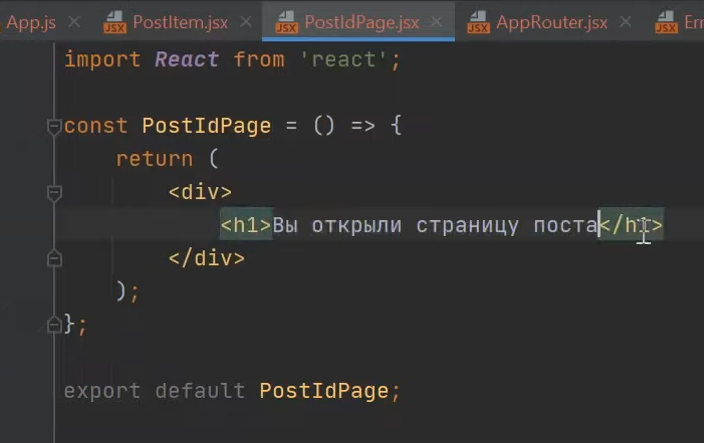 App.js PostItem.jsx PostIdPage.jsx AppRouter.jsx Err
import React from 'react';
const PostIdPage = () => {
return (
<div>
<h1>Вы открыли страницу поста</h1>
</div>
);
};
export default PostIdPage;